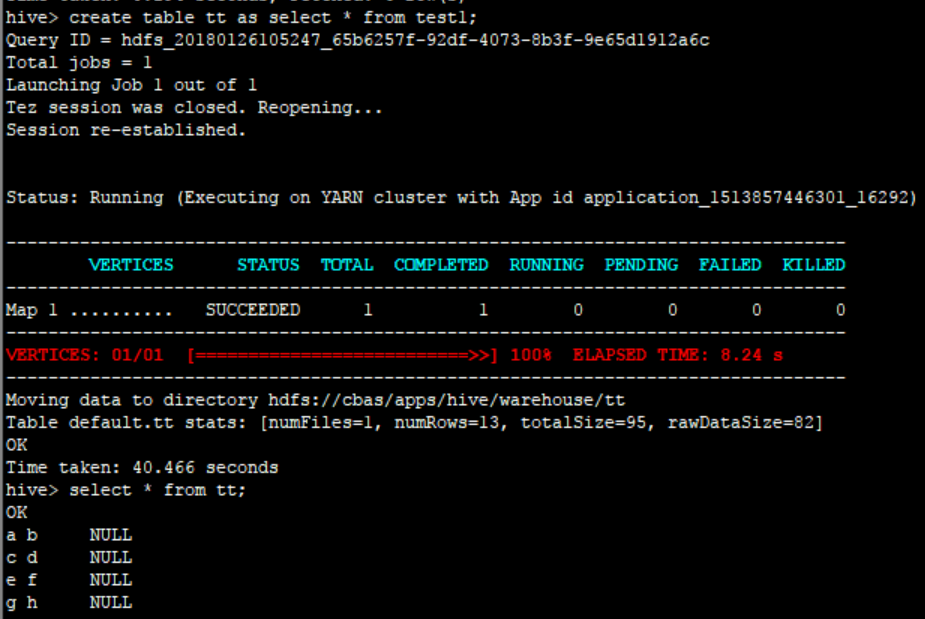 hive> create table tt as select * from test1;
Query ID = hdfs_20180126105247_65b6257f-92df-4073-8b3f-9e65d1912a6c
Total jobs = 1
Launching Job 1 out of 1
Tez session was closed. Reopening...
Session re-established.
Status: Running (Executing on YARN cluster with App id application_1513857446301_16292)
--------------------------------------------------------------------------------
VERTICES STATUS TOTAL COMPLETED RUNNING PENDING FAILED KILLED
--------------------------------------------------------------------------------
Map 1 .......... SUCCEEDED 1 1 0 0 0 0
--------------------------------------------------------------------------------
VERTICES: 01/01 [==========================>>] 100% ELAPSED TIME: 8.24 s
--------------------------------------------------------------------------------
Moving data to directory hdfs://cbas/apps/hive/warehouse/tt
Table default.tt stats: [numFiles=1, numRows=13, totalSize=95, rawDataSize=82]
OK
Time taken: 40.466 seconds
hive> select * from tt;
OK
a b NULL
c d NULL
e f NULL
g h NULL